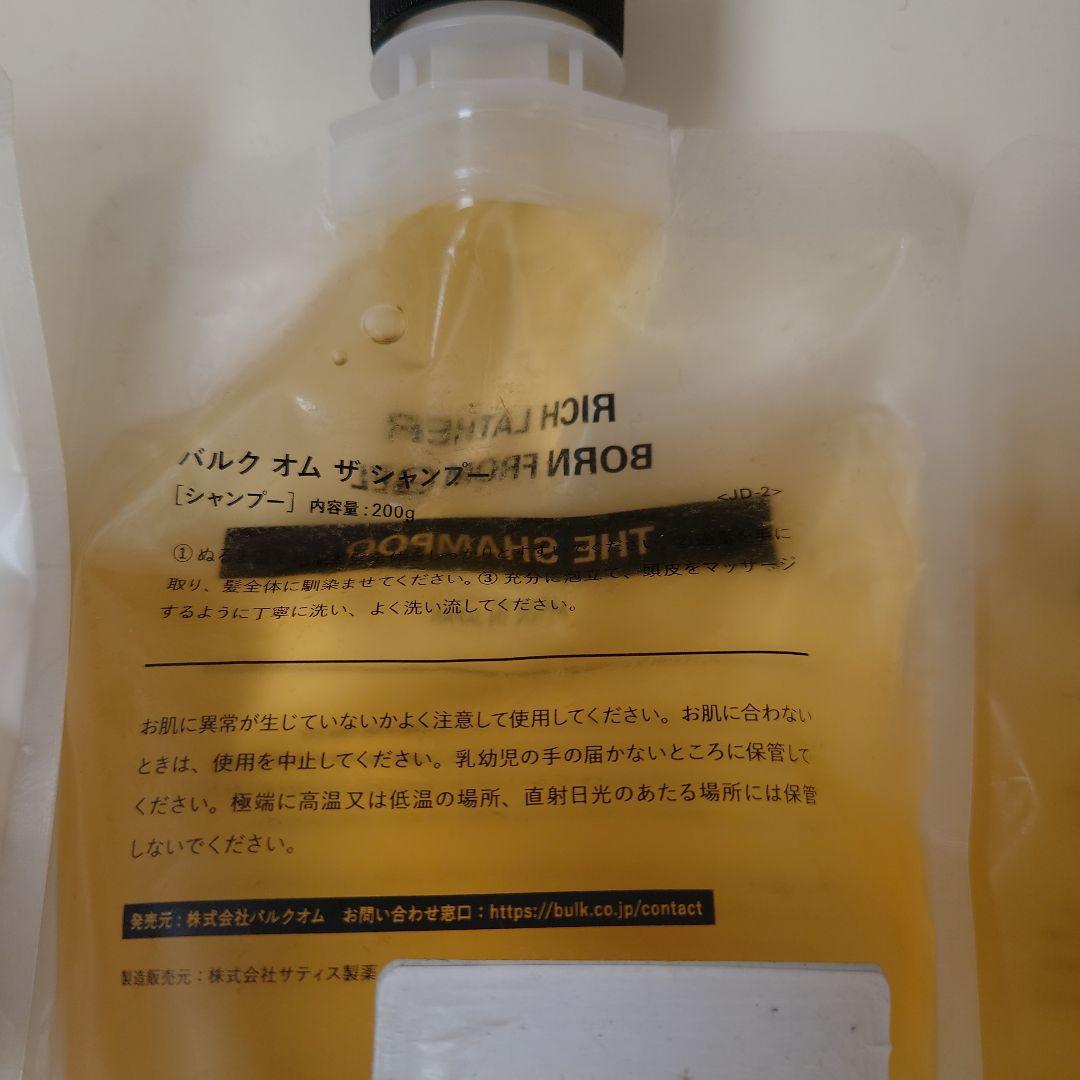 RICH LATHER
BORN FROM
バルク オム ザ シャンプー
[シャンプー] 内容量:200g
<JD-2>
THE SHAMPOO
① ぬる
取り、髪全体に馴染ませてください。③ 充分に泡立て、頭皮をマッサージ
するように丁寧に洗い、よく洗い流してください。
お肌に異常が生じていないかよく注意して使用してください。お肌に合わない
ときは、使用を中止してください。乳幼児の手の届かないところに保管して
ください。極端に高温又は低温の場所、直射日光のあたる場所には保管
しないでください。
発売元:株式会社バルクオム お問い合わせ窓口:https://bulk.co.jp/contact
製造販売元:株式会社サティス製薬